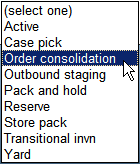 (select one)
Active
Case pick
Order consolidation
Outbound staging
Pack and hold
Reserve
Store pack
Transitional invn
Yard